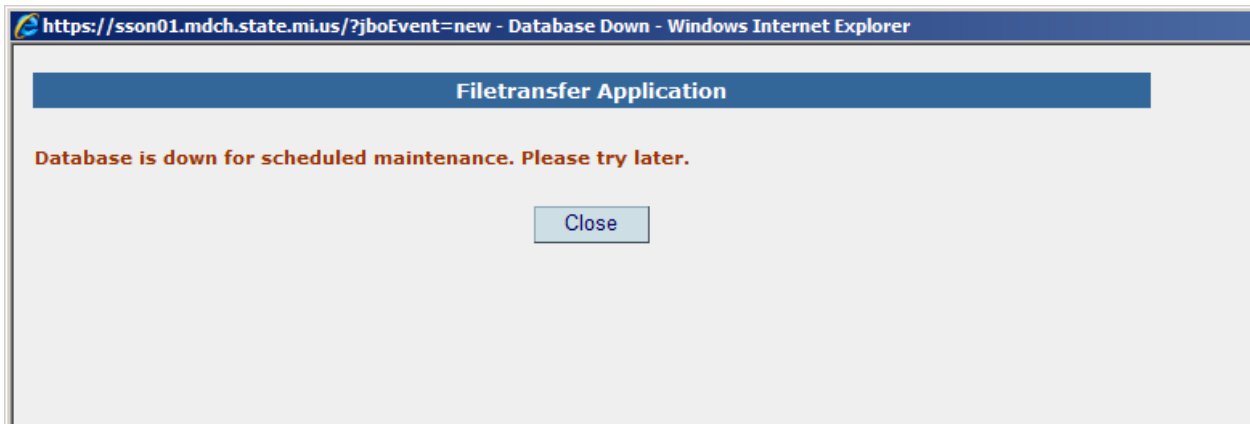 https://sson01.mdch.state.mi.us/?jboEvent=new - Database Down - Windows Internet Explorer
Filetransfer Application
Database is down for scheduled maintenance. Please try later.
Close